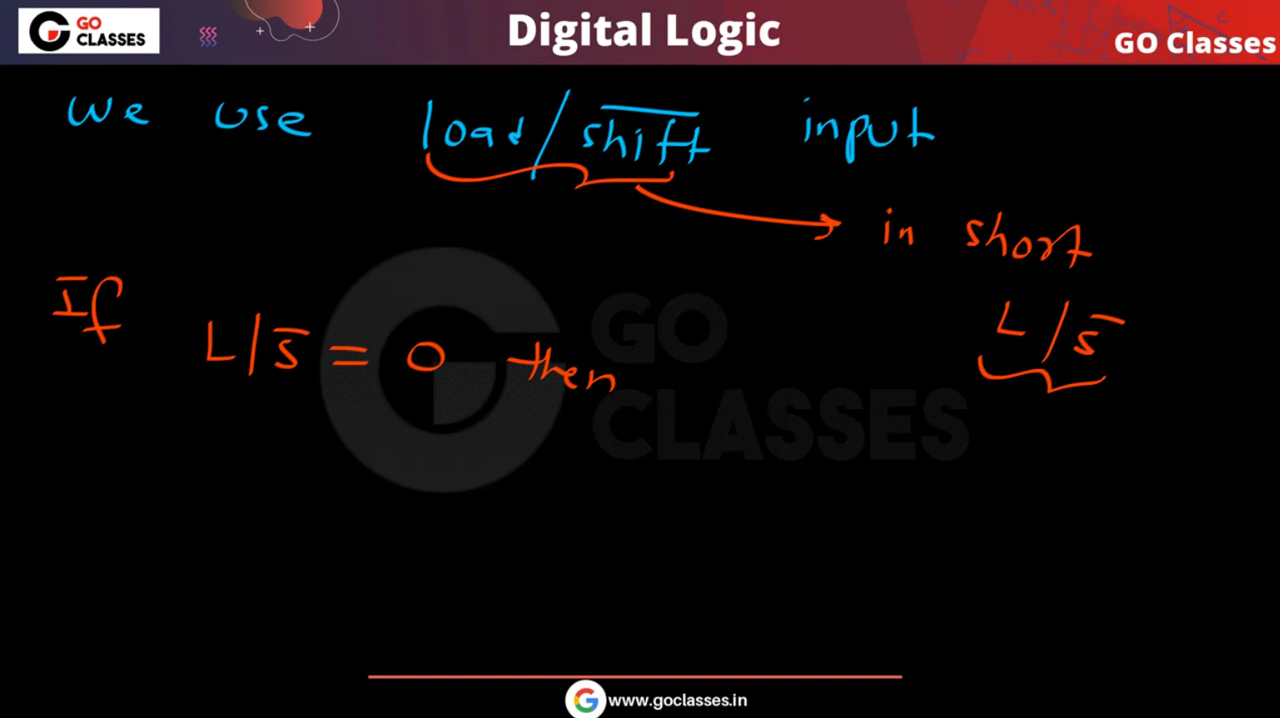 GO CLASSES
Digital Logic
GO Classes
We use load/s̅h̅i̅f̅t̅ input
in short
L/s̅
If L/s̅ = 0 then
GO
CLASSES
www.goclasses.in